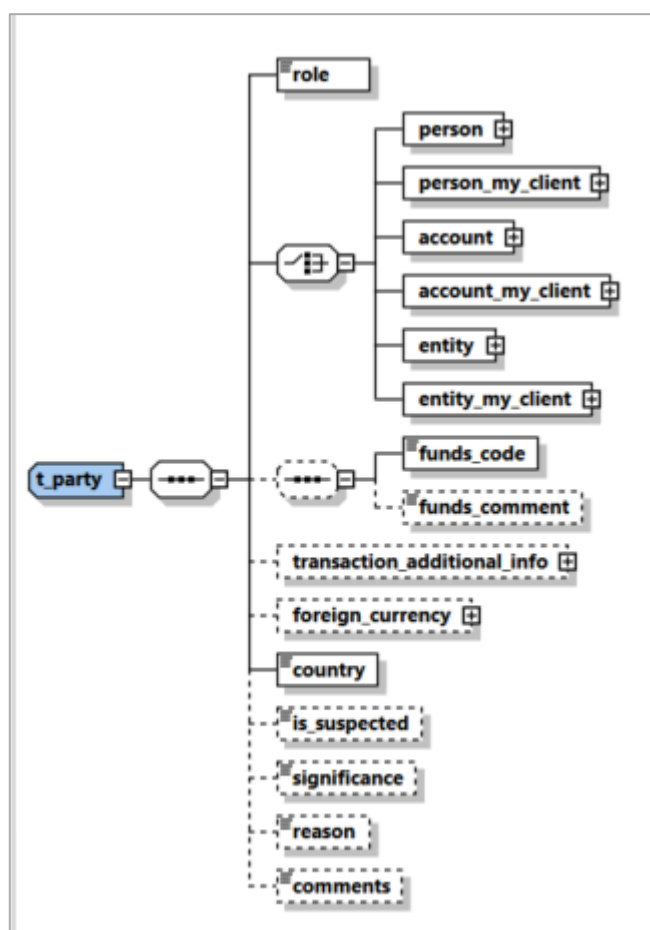 role
person
person_my_client
account
account_my_client
entity
entity_my_client
t_party
funds_code
funds_comment
transaction_additional_info
foreign_currency
country
is_suspected
significance
reason
comments